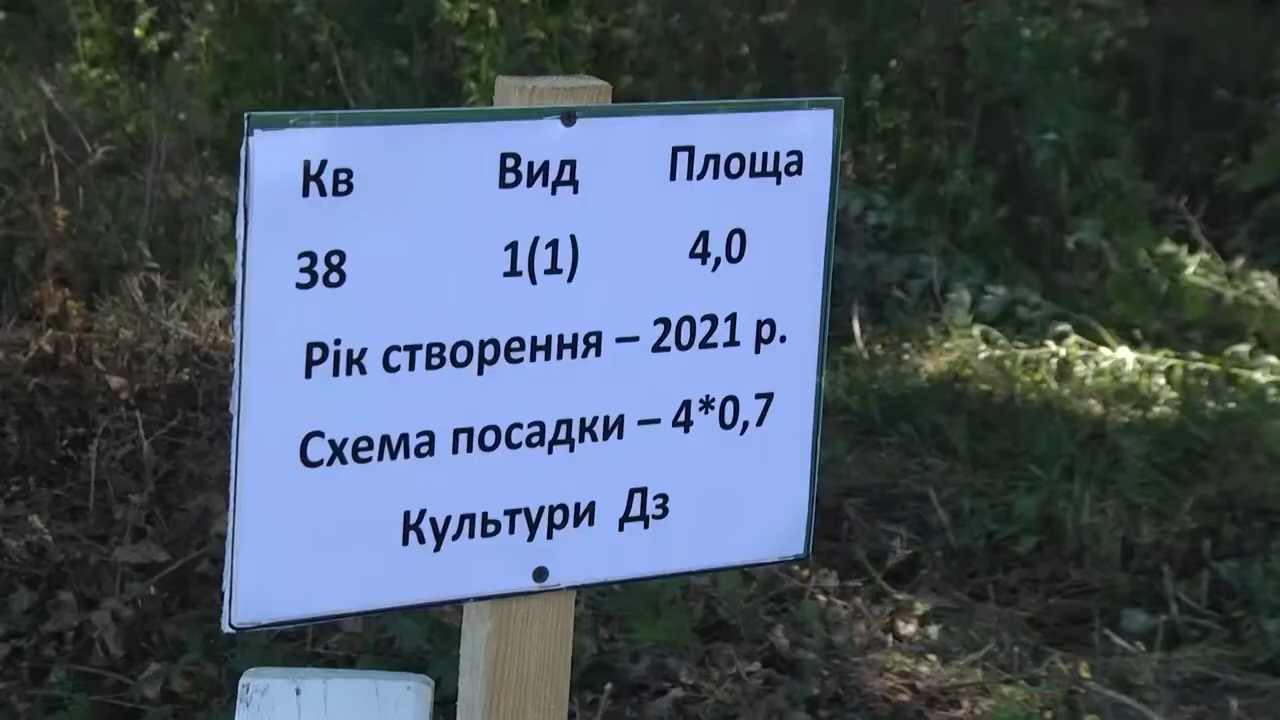 Кв Вид Площа
38 1(1) 4,0
Рік створення – 2021 р.
Схема посадки – 4*0,7
Культури Дз